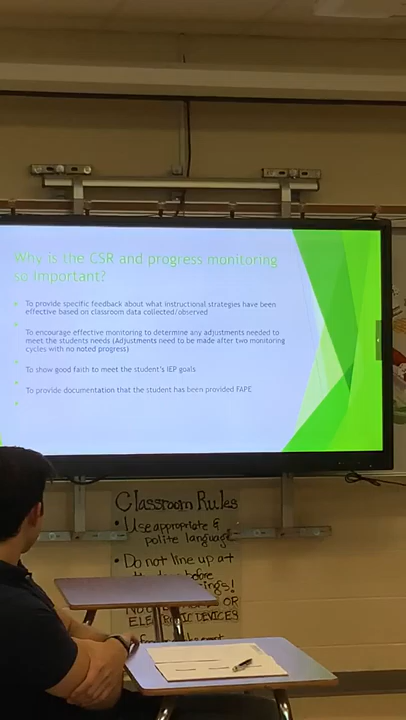 Why is the CSR and progress monitoring
so important?
To provide specific feedback about what instructional strategies have been
effective based on classroom data collected/observed
To encourage effective monitoring to determine any adjustments needed to
meet the students needs (Adjustments need to be made after two monitoring
cycles with no noted progress)
To show good faith to meet the student's IEP goals
To provide documentation that the student has been provided FAPE
Classroom Rules
• Use appropriate &
polite language
• Do not line up at
before
OR
ELECTRONIC DEVICES